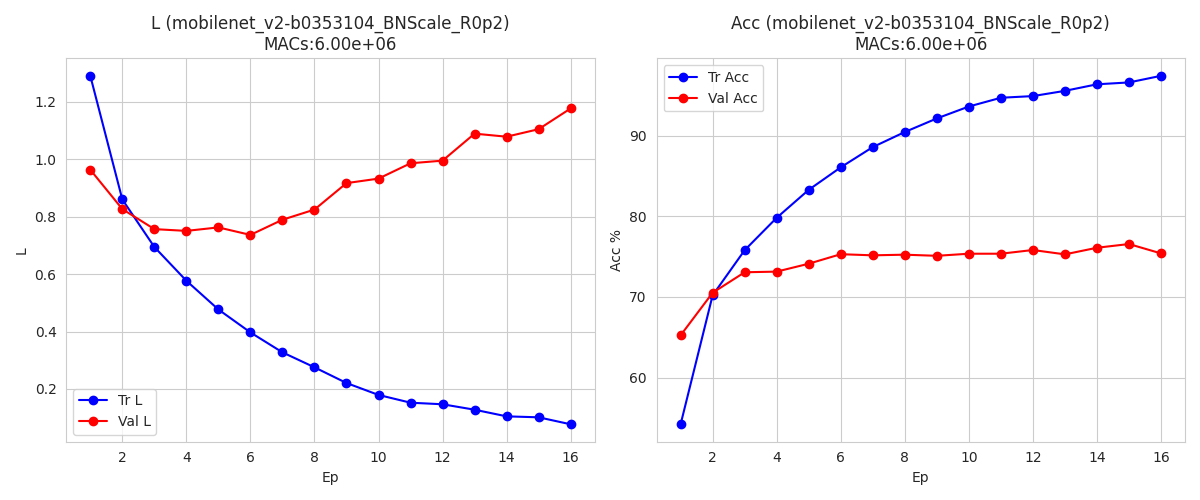 L (mobilenet_v2-b0353104_BNScale_R0p2)
MACs:6.00e+06
1.2
1.0
0.8
0.6
0.4
0.2
L
Tr L
Val L
2 4 6 8 10 12 14 16
Ep
Acc (mobilenet_v2-b0353104_BNScale_R0p2)
MACs:6.00e+06
Tr Acc
Val Acc
90
80
70
60
Acc %
2 4 6 8 10 12 14 16
Ep